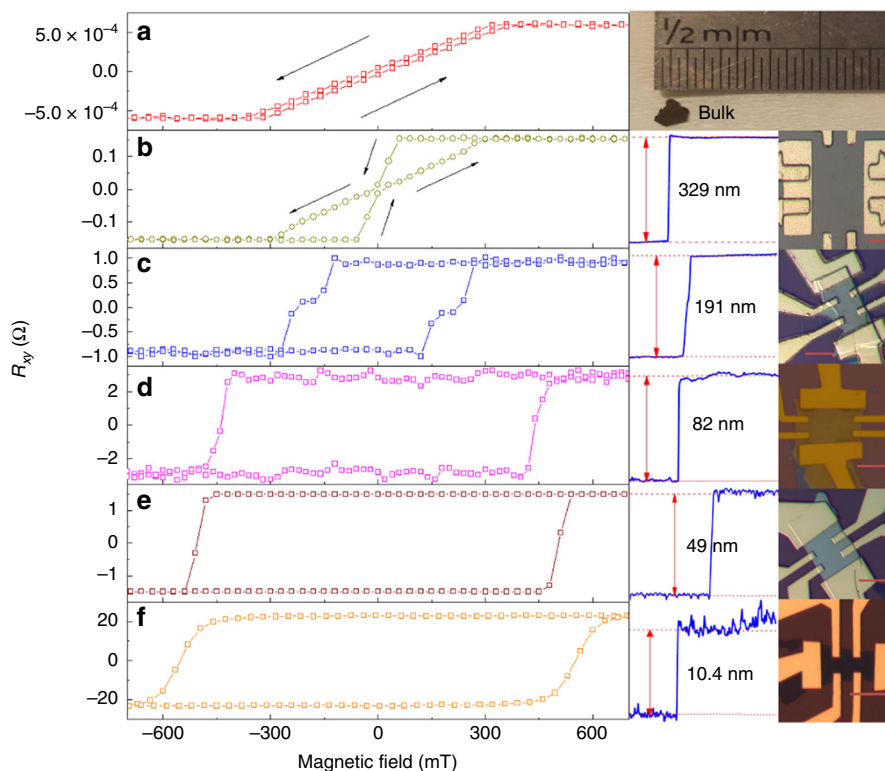 a
5.0 × 10⁻⁴
0.0
−5.0 × 10⁻⁴
1/2 m m
Bulk
b
0.1
0.0
−0.1
329 nm
c
1.0
0.5
0.0
−0.5
−1.0
191 nm
Rxy (Ω)
d
2
0
−2
82 nm
e
1
0
−1
49 nm
f
20
0
−20
10.4 nm
−600 −300 0 300 600
Magnetic field (mT)